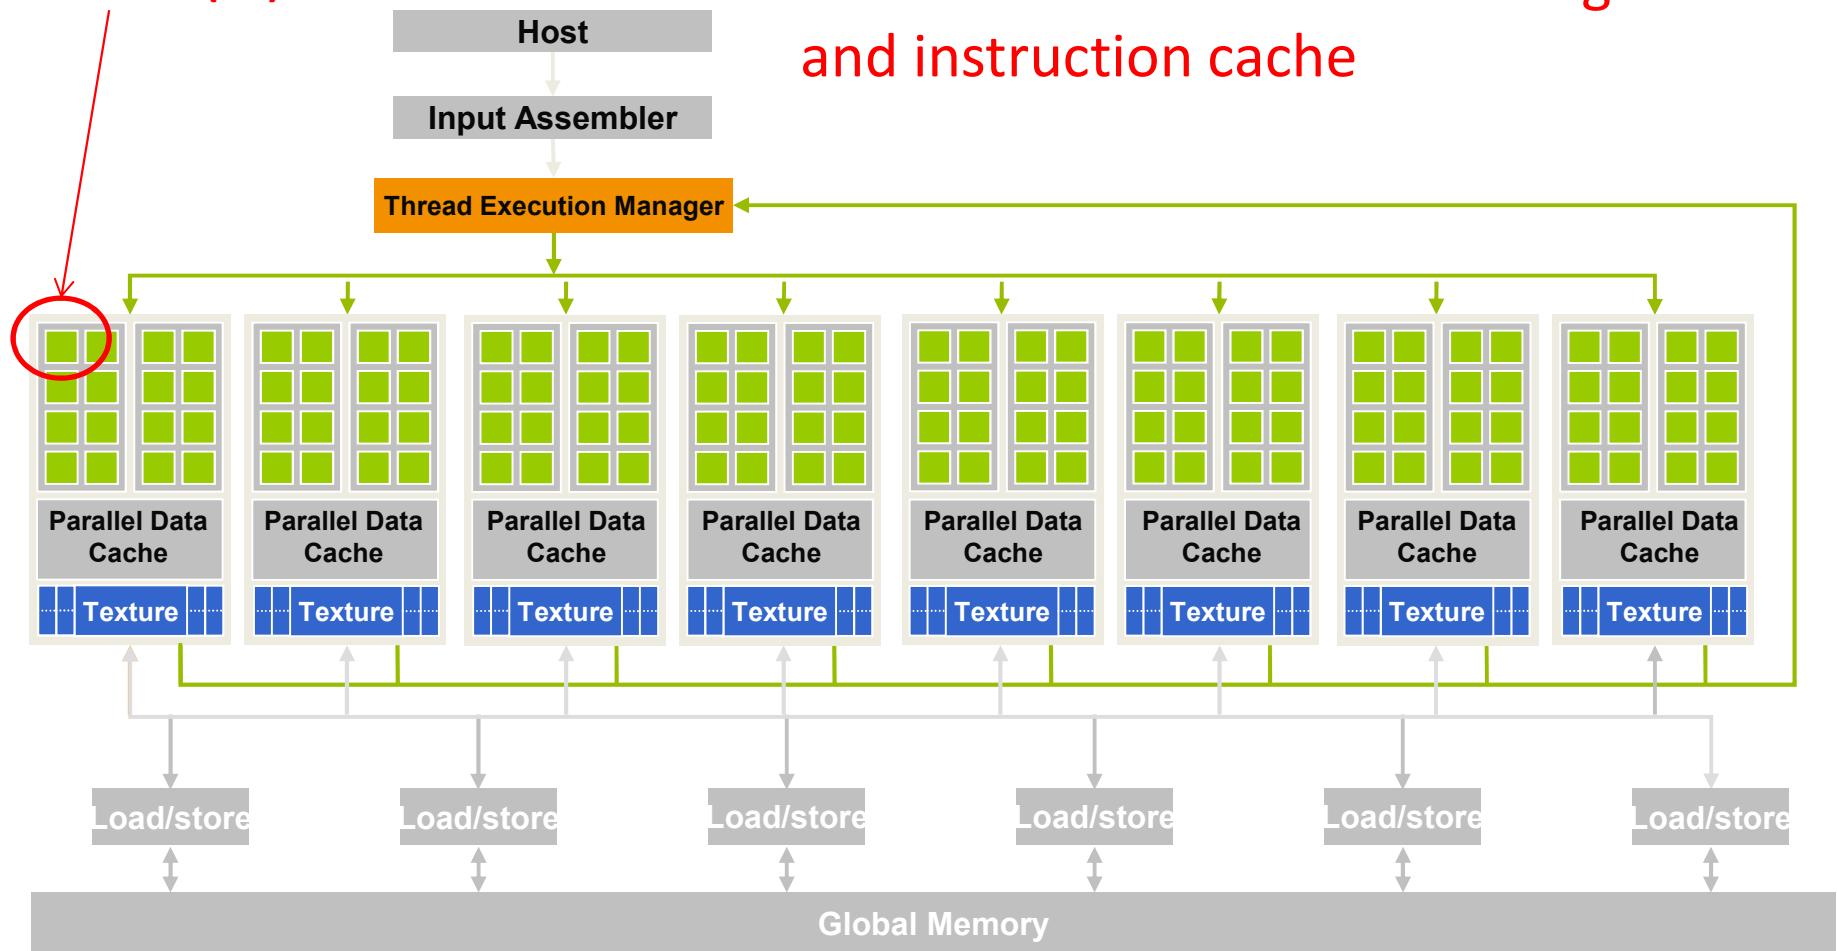 Host
and instruction cache
Input Assembler
Thread Execution Manager
Parallel Data
Cache
Parallel Data
Cache
Parallel Data
Cache
Parallel Data
Cache
Parallel Data
Cache
Parallel Data
Cache
Parallel Data
Cache
Parallel Data
Cache
Texture
Texture
Texture
Texture
Texture
Texture
Texture
Texture
Load/store
Load/store
Load/store
Load/store
Load/store
Load/store
Global Memory